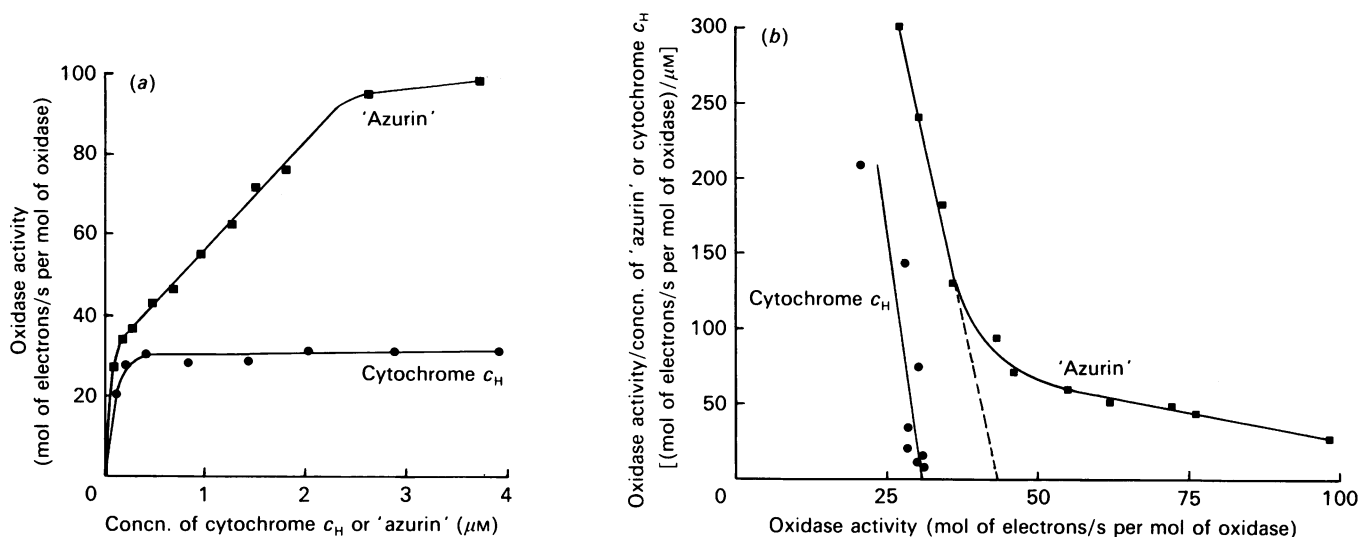 (a)
100
80
60
40
20
0
1
2
3
4
Oxidase activity
(mol of electrons/s per mol of oxidase)
'Azurin'
Cytochrome cH
Concn. of cytochrome cH or 'azurin' (μM)
(b)
300
250
200
150
100
50
0
25
50
75
100
Oxidase activity/concn. of 'azurin' or cytochrome cH
[(mol of electrons/s per mol of oxidase)/μM]
Cytochrome cH
'Azurin'
Oxidase activity (mol of electrons/s per mol of oxidase)